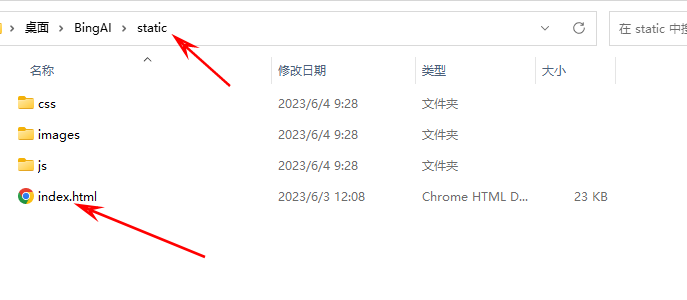 桌面 > BingAI > static
在 static 中搜
名称 修改日期 类型 大小
css 2023/6/4 9:28 文件夹
images 2023/6/4 9:28 文件夹
js 2023/6/4 9:28 文件夹
index.html 2023/6/3 12:08 Chrome HTML D... 23 KB